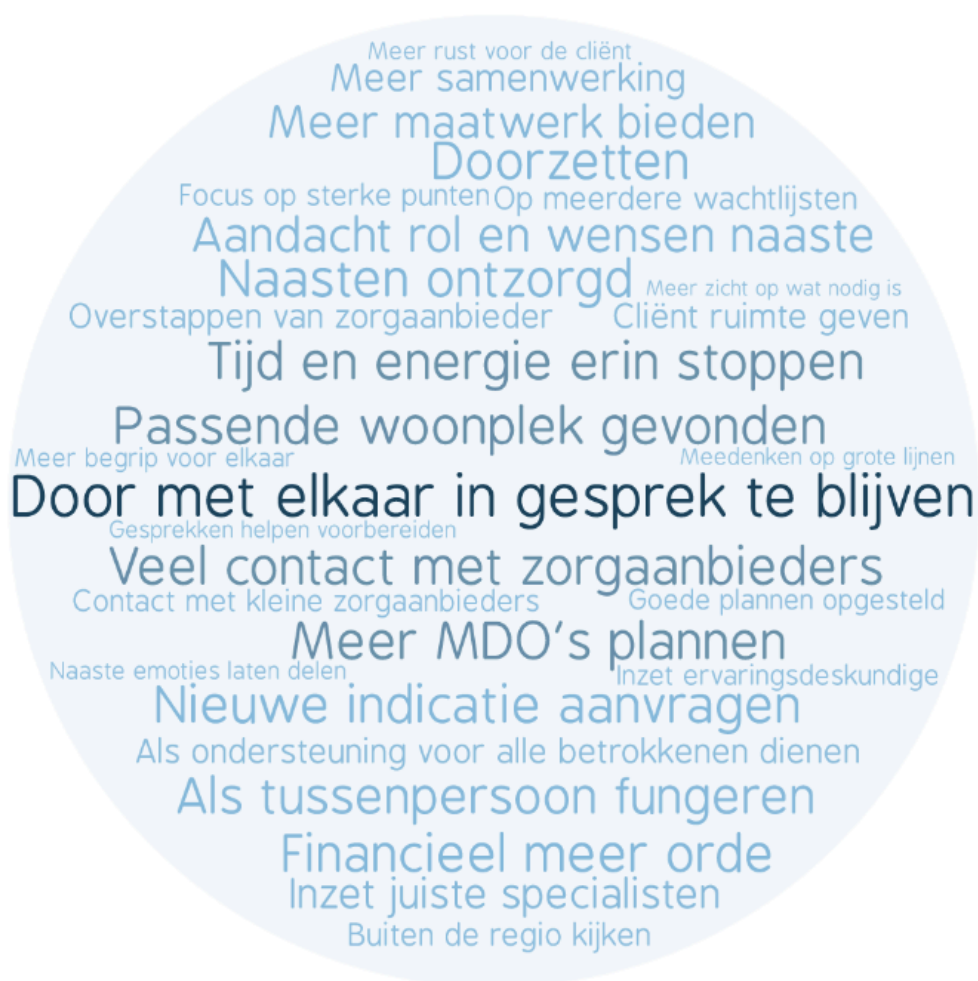 Meer rust voor de cliënt
Meer samenwerking
Meer maatwerk bieden
Doorzetten
Focus op sterke punten Op meerdere wachtlijsten
Aandacht rol en wensen naaste
Naasten ontzorgd Meer zicht op wat nodig is
Overstappen van zorgaanbieder Cliënt ruimte geven
Tijd en energie erin stoppen
Passende woonplek gevonden
Meer begrip voor elkaar Meedenken op grote lijnen
Door met elkaar in gesprek te blijven
Gesprekken helpen voorbereiden
Veel contact met zorgaanbieders
Contact met kleine zorgaanbieders Goede plannen opgesteld
Meer MDO's plannen
Naaste emoties laten delen Inzet ervaringsdeskundige
Nieuwe indicatie aanvragen
Als ondersteuning voor alle betrokkenen dienen
Als tussenpersoon fungeren
Financieel meer orde
Inzet juiste specialisten
Buiten de regio kijken